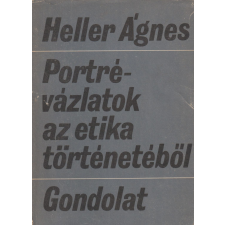 Heller Ágnes
Portré-
vázlatok
az etika
történetéből
Gondolat